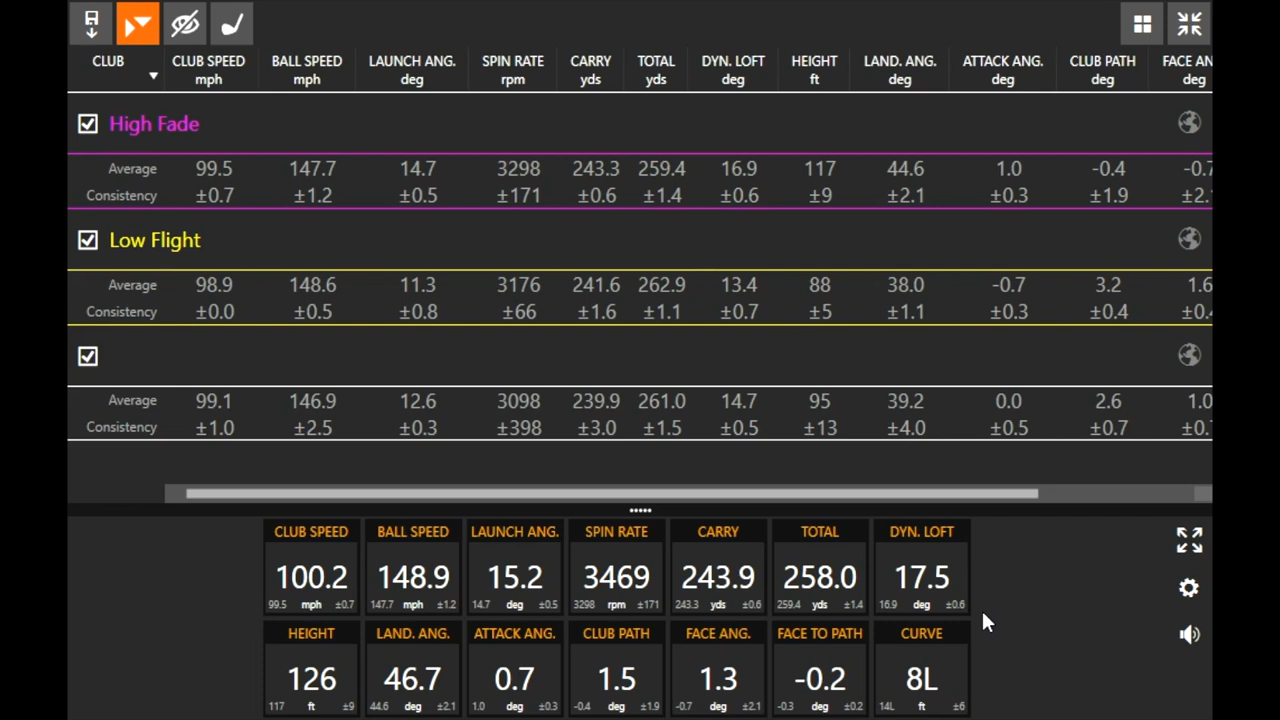 CLUB CLUB SPEED BALL SPEED LAUNCH ANG. SPIN RATE CARRY TOTAL DYN. LOFT HEIGHT LAND. ANG. ATTACK ANG. CLUB PATH FACE AN
mph mph deg rpm yds yds deg ft deg deg deg deg
High Fade
Average 99.5 147.7 14.7 3298 243.3 259.4 16.9 117 44.6 1.0 -0.4 -0.7
Consistency ±0.7 ±1.2 ±0.5 ±171 ±0.6 ±1.4 ±0.6 ±9 ±2.1 ±0.3 ±1.9 ±2.
Low Flight
Average 98.9 148.6 11.3 3176 241.6 262.9 13.4 88 38.0 -0.7 3.2 1.6
Consistency ±0.0 ±0.5 ±0.8 ±66 ±1.6 ±1.1 ±0.7 ±5 ±1.1 ±0.3 ±0.4 ±0.
Average 99.1 146.9 12.6 3098 239.9 261.0 14.7 95 39.2 0.0 2.6 1.0
Consistency ±1.0 ±2.5 ±0.3 ±398 ±3.0 ±1.5 ±0.5 ±13 ±4.0 ±0.5 ±0.7 ±0.
CLUB SPEED BALL SPEED LAUNCH ANG. SPIN RATE CARRY TOTAL DYN. LOFT
100.2 148.9 15.2 3469 243.9 258.0 17.5
99.5 mph ±0.7 147.7 mph ±1.2 14.7 deg ±0.5 3298 rpm ±171 243.3 yds ±0.6 259.4 yds ±1.4 16.9 deg ±0.6
HEIGHT LAND. ANG. ATTACK ANG. CLUB PATH FACE ANG. FACE TO PATH CURVE
126 46.7 0.7 1.5 1.3 -0.2 8L
117 ft ±9 44.6 deg ±2.1 1.0 deg ±0.3 -0.4 deg ±1.9 -0.7 deg ±2.1 -0.3 deg ±0.2 14L ft ±6